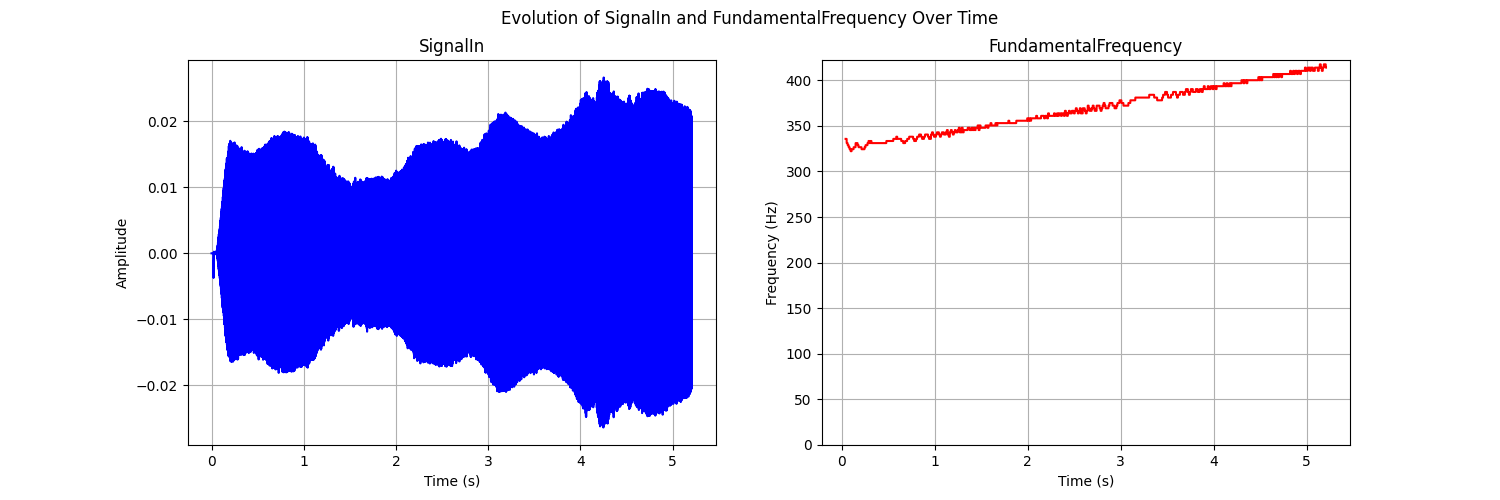 Evolution of SignalIn and FundamentalFrequency Over Time
SignalIn
Amplitude
0.02
0.01
0.00
−0.01
−0.02
0 1 2 3 4 5
Time (s)
FundamentalFrequency
Frequency (Hz)
400
350
300
250
200
150
100
50
0
0 1 2 3 4 5
Time (s)